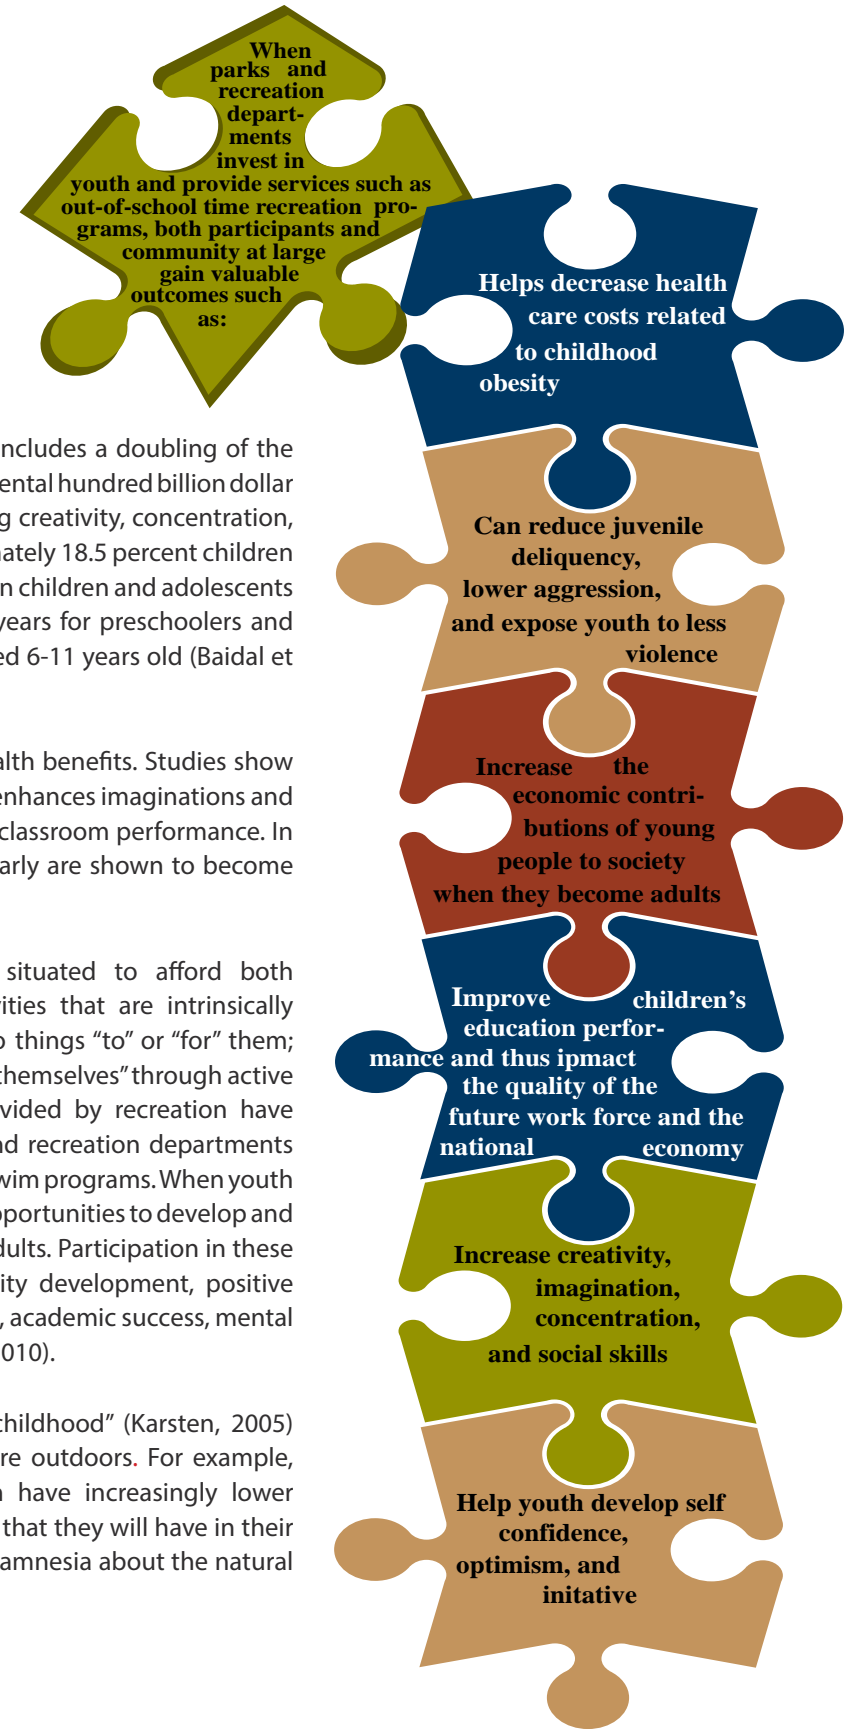 When
parks and
recreation
depart-
ments
invest in
youth and provide services such as
out-of-school time recreation pro-
grams, both participants and
community at large
gain valuable
outcomes such
as:
Helps decrease health
care costs related
to childhood
obesity
Can reduce juvenile
deliquency,
lower aggression,
and expose youth to less
violence
Increase the
economic contri-
butions of young
people to society
when they become adults
Improve children's
education perfor-
mance and thus ipmact
the quality of the
future work force and the
national economy
Increase creativity,
imagination,
concentration,
and social skills
Help youth develop self
confidence,
optimism, and
initative
ncludes a doubling of the
ental hundred billion dollar
g creativity, concentration,
nately 18.5 percent children
n children and adolescents
years for preschoolers and
ed 6-11 years old (Baidal et
alth benefits. Studies show
enhances imaginations and
classroom performance. In
arly are shown to become
situated to afford both
vities that are intrinsically
o things “to” or “for” them;
themselves” through active
vided by recreation have
nd recreation departments
wim programs. When youth
pportunities to develop and
dults. Participation in these
ity development, positive
, academic success, mental
010).
childhood” (Karsten, 2005)
re outdoors. For example,
n have increasingly lower
that they will have in their
amnesia about the natural